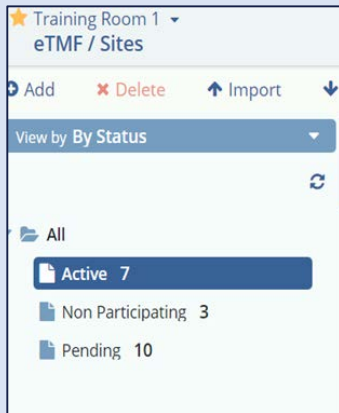 Training Room 1
eTMF / Sites
Add Delete Import
View by By Status
All
Active 7
Non Participating 3
Pending 10